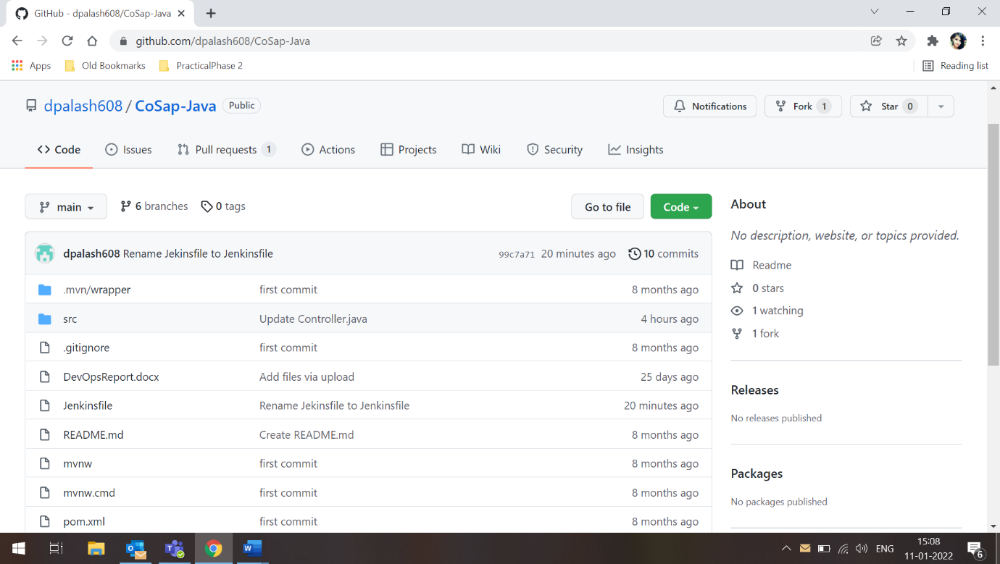 GitHub - dpalash608/CoSap-Java
github.com/dpalash608/CoSap-Java
Apps Old Bookmarks PracticalPhase 2 Reading list
dpalash608 / CoSap-Java Public Notifications Fork 1 Star 0
<> Code Issues Pull requests 1 Actions Projects Wiki Security Insights
main 6 branches 0 tags Go to file Code
About
No description, website, or topics provided.
dpalash608 Rename Jekinsfile to Jenkinsfile 99c7a71 20 minutes ago 10 commits
Readme
.mvn/wrapper first commit 8 months ago
0 stars
1 watching
src Update Controller.java 4 hours ago
1 fork
.gitignore first commit 8 months ago
DevOpsReport.docx Add files via upload 25 days ago
Releases
Jenkinsfile Rename Jekinsfile to Jenkinsfile 20 minutes ago
No releases published
README.md Create README.md 8 months ago
mvnw first commit 8 months ago
Packages
mvnw.cmd first commit 8 months ago
No packages published
pom.xml first commit 8 months ago
ENG 15:08
11-01-2022 6